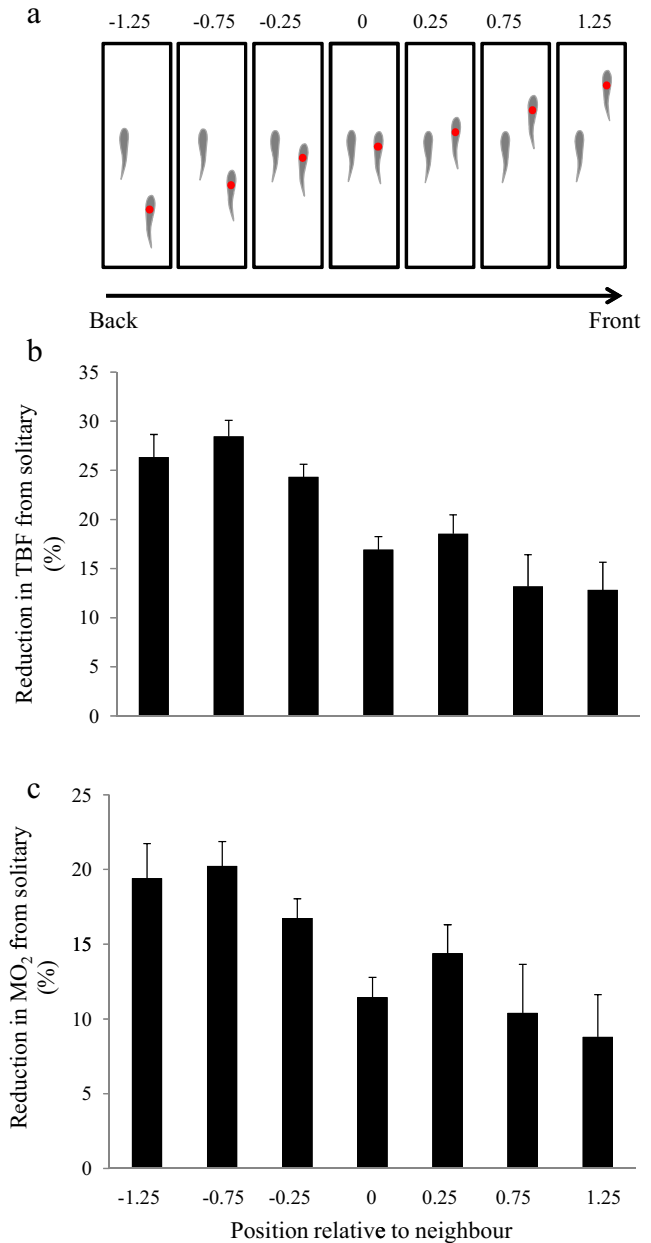 a
-1.25 -0.75 -0.25 0 0.25 0.75 1.25
Back Front
b
Reduction in TBF from solitary
(%)
35
30
25
20
15
10
5
0
c
Reduction in MO₂ from solitary
(%)
25
20
15
10
5
0
-1.25 -0.75 -0.25 0 0.25 0.75 1.25
Position relative to neighbour